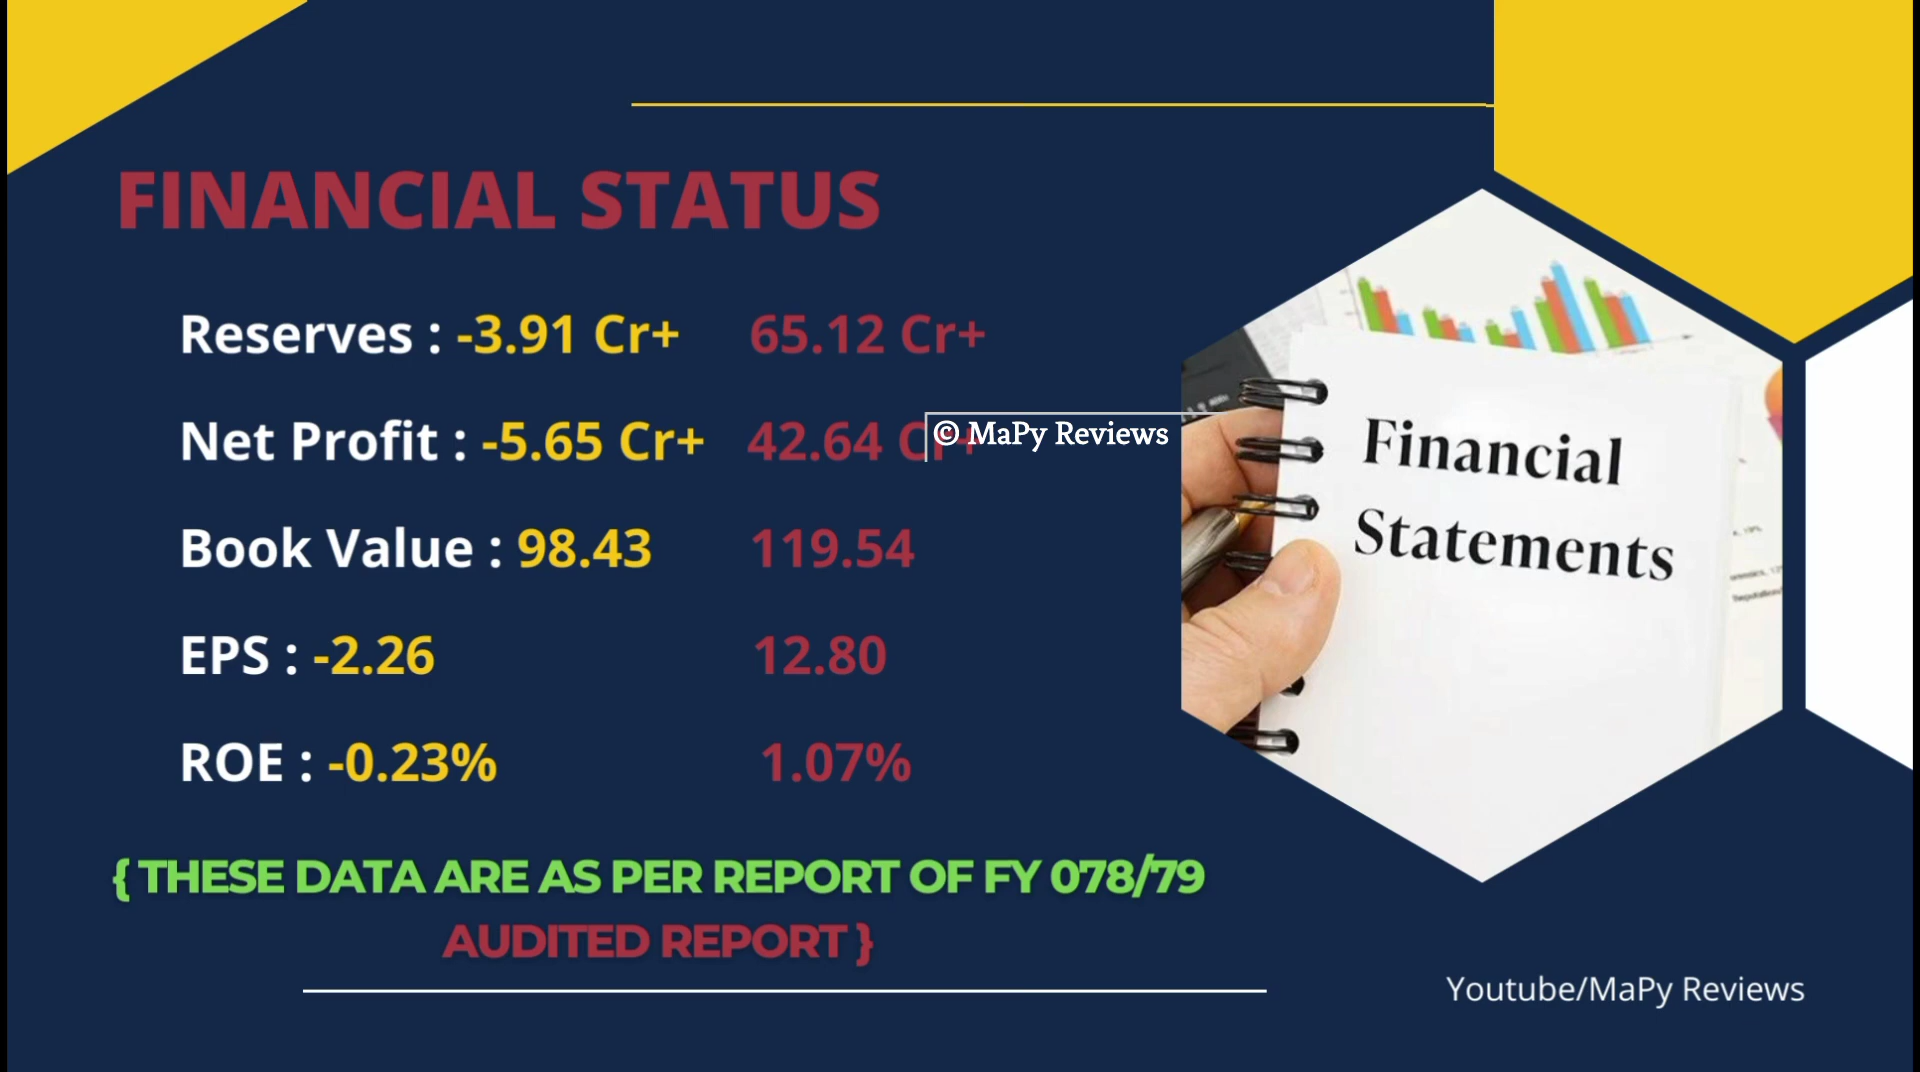 FINANCIAL STATUS
Reserves : -3.91 Cr+ 65.12 Cr+
Net Profit : -5.65 Cr+ 42.64 Cr+
© MaPy Reviews
Book Value : 98.43 119.54
EPS : -2.26 12.80
ROE : -0.23% 1.07%
{ THESE DATA ARE AS PER REPORT OF FY 078/79
AUDITED REPORT }
Financial
Statements
Youtube/MaPy Reviews